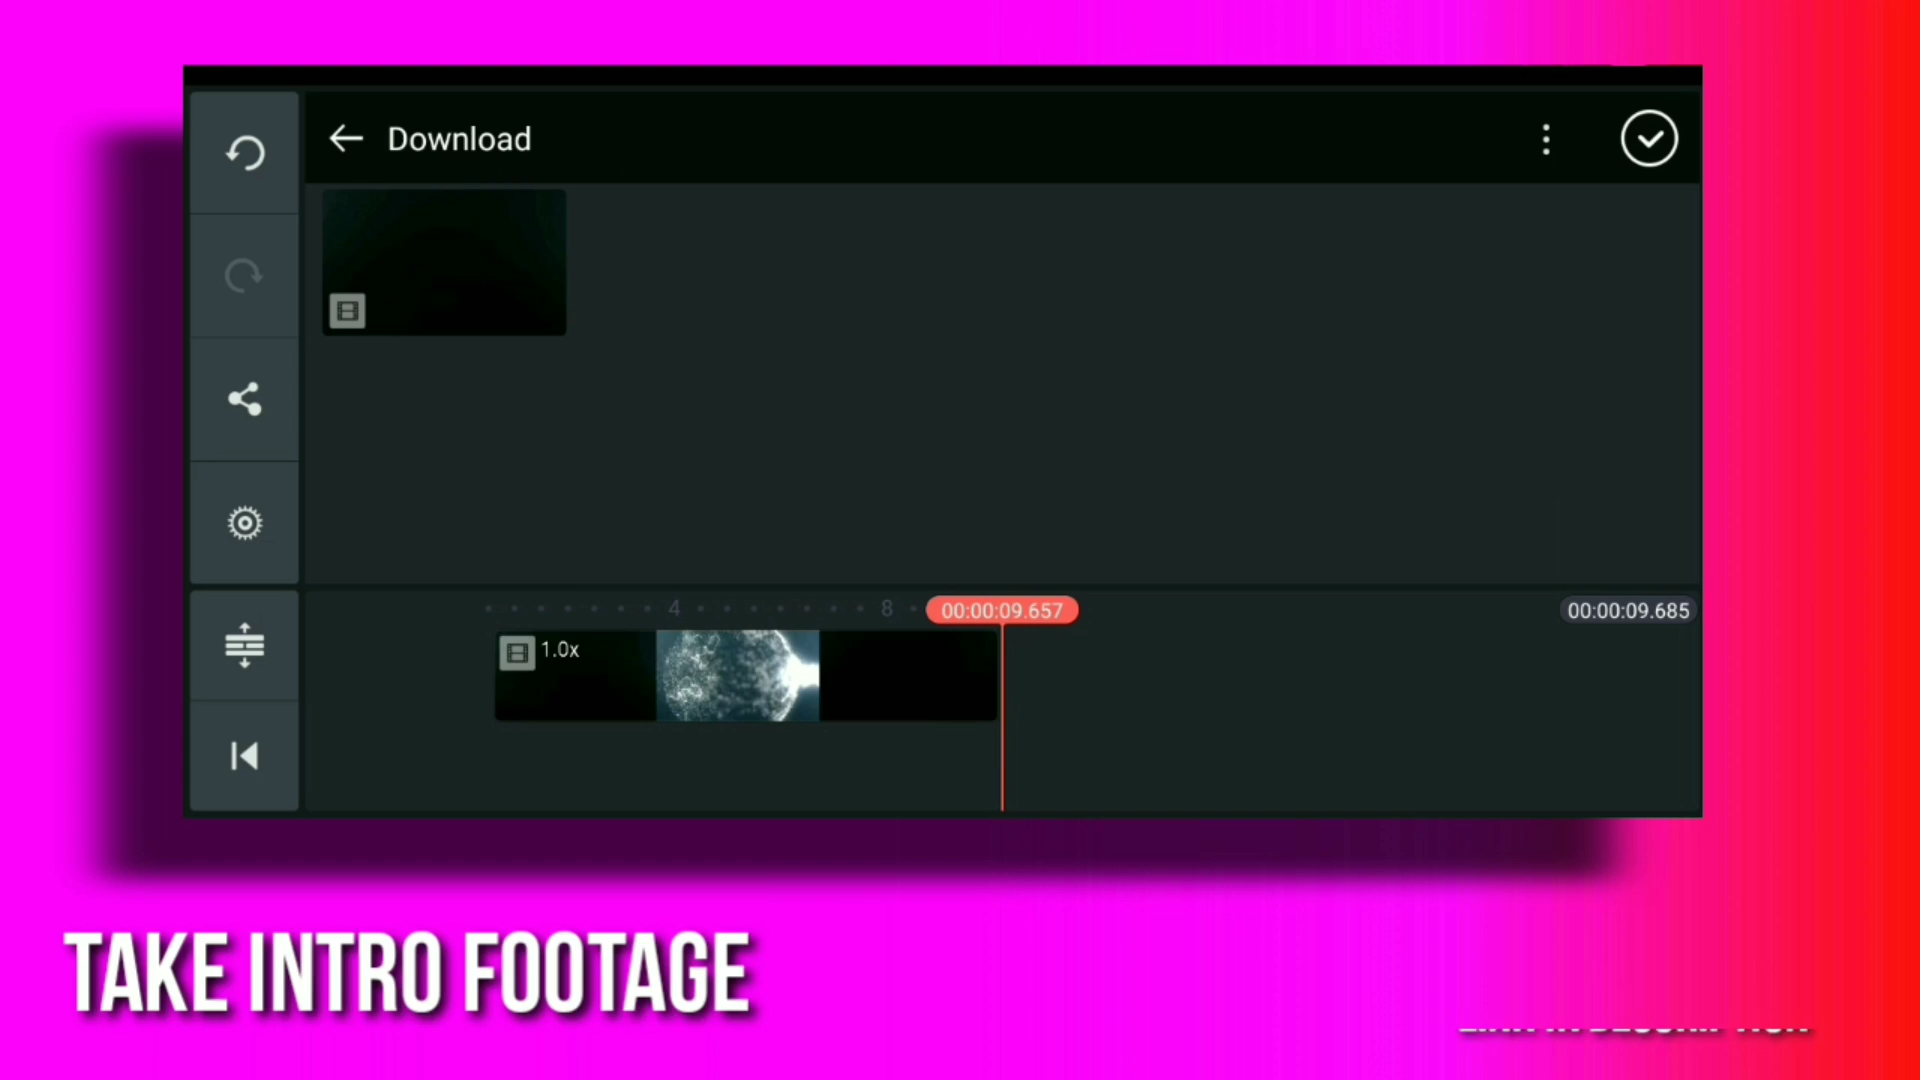 Download
4
8
00:00:09.657
00:00:09.685
1.0x
TAKE INTRO FOOTAGE